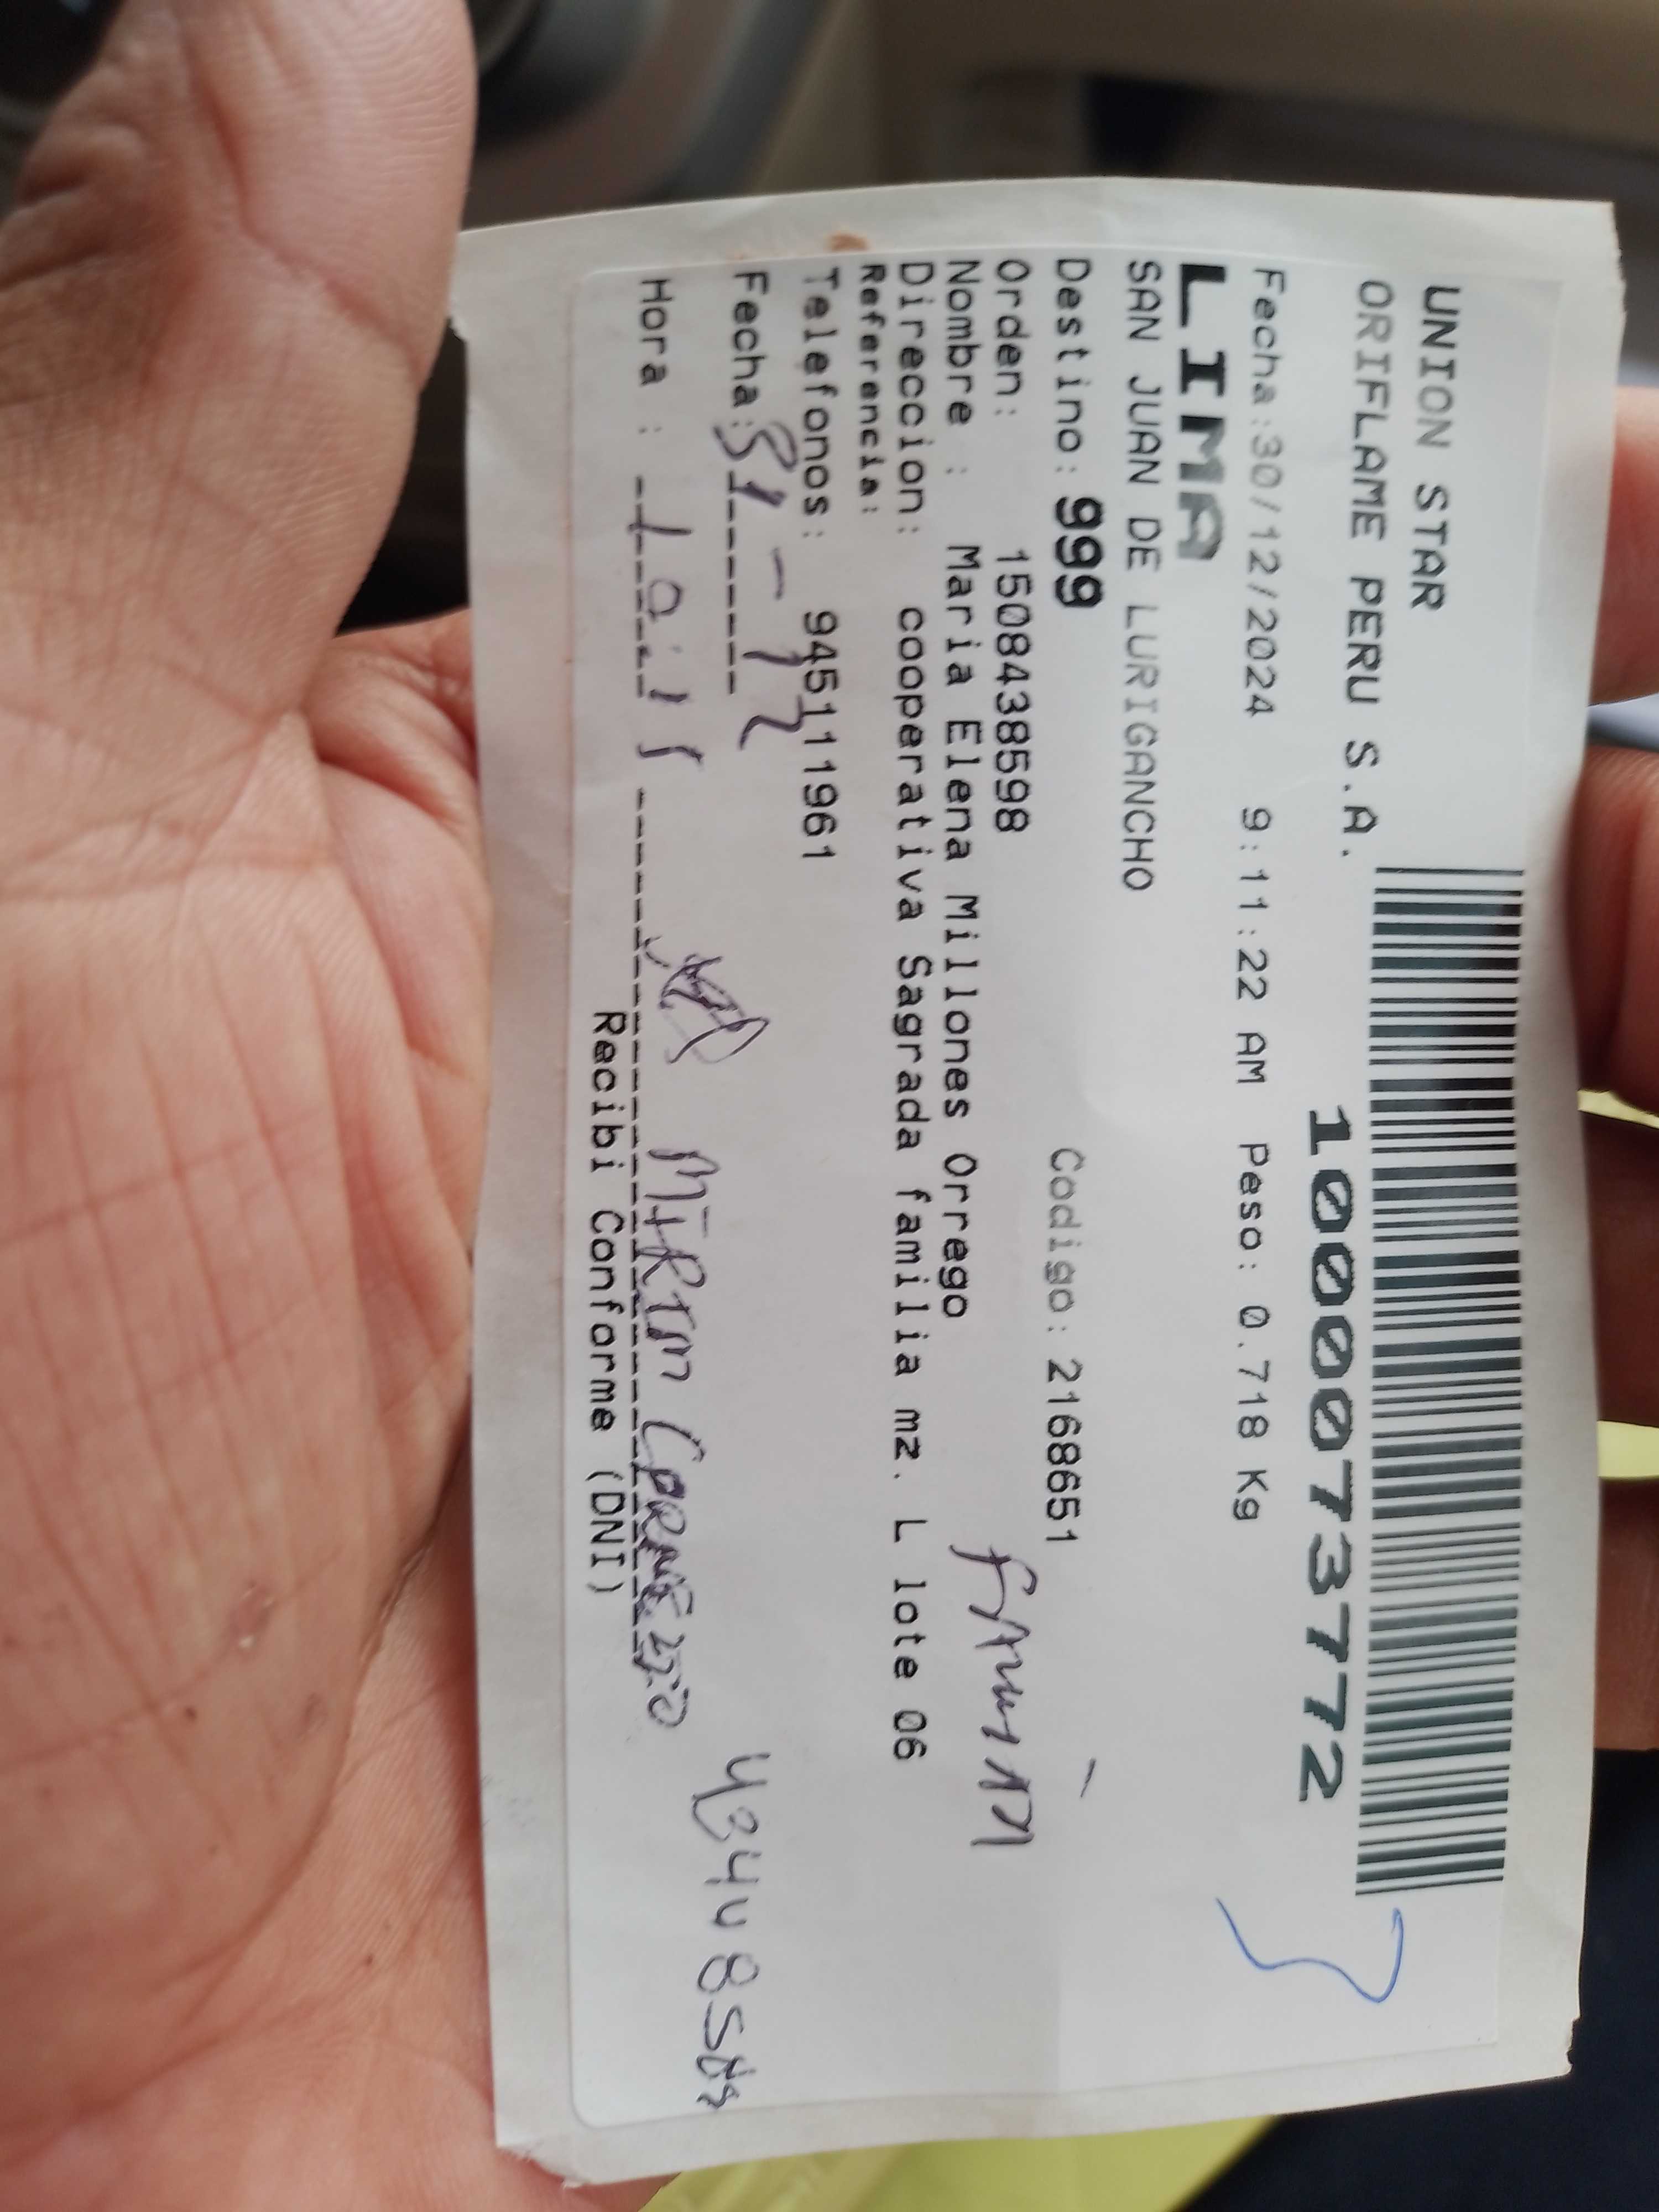 UNION STAR
ORIFLAME PERU S.A.
10000073772
Fecha:30/12/2024 9:11:22 AM Peso: 0.718 Kg
LIMA
SAN JUAN DE LURIGANCHO
Destino: 999 Codigo: 2168651
Orden: 1508438598
Nombre : Maria Elena Millones Orrego
Direccion: cooperativa Sagrada familia mz. L lote 06
Referencia:
Telefonos: 945111961
Fecha: 31-12
Hora : 10:15
Recibi Conforme (DNI)